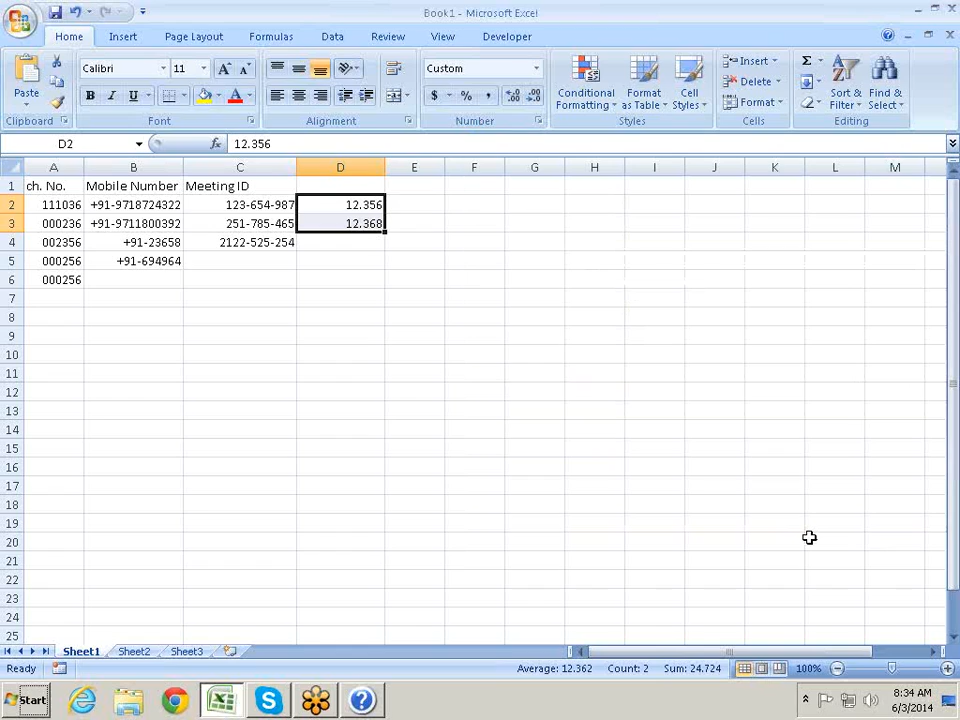 Book1 - Microsoft Excel
Home Insert Page Layout Formulas Data Review View Developer
Paste
Clipboard
Calibri 11
B I U
Font
Alignment
Custom
$ % ,
Number
Conditional Formatting
Format as Table
Cell Styles
Styles
Insert
Delete
Format
Cells
Σ
Sort & Filter
Find & Select
Editing
D2 fx 12.356
A B C D E F G H I J K L M
1 ch. No. Mobile Number Meeting ID
2 111036 +91-9718724322 123-654-987 12.356
3 000236 +91-9711800392 251-785-465 12.368
4 002356 +91-23658 2122-525-254
5 000256 +91-694964
6 000256
7
8
9
10
11
12
13
14
15
16
17
18
19
20
21
22
23
24
25
Sheet1 Sheet2 Sheet3
Ready Average: 12.362 Count: 2 Sum: 24.724 100%
Start
8:34 AM
6/3/2014